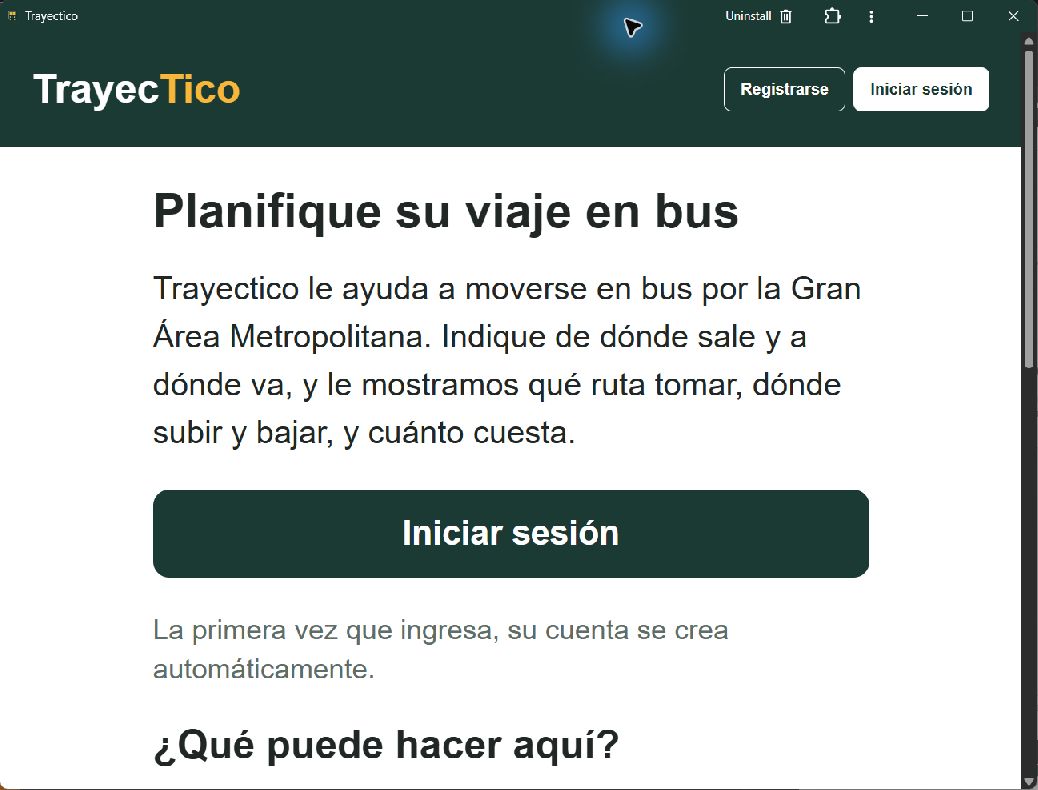 Trayectico
Uninstall
TrayecTico
Registrarse
Iniciar sesión
Planifique su viaje en bus
Trayectico le ayuda a moverse en bus por la Gran
Área Metropolitana. Indique de dónde sale y a
dónde va, y le mostramos qué ruta tomar, dónde
subir y bajar, y cuánto cuesta.
Iniciar sesión
La primera vez que ingresa, su cuenta se crea
automáticamente.
¿Qué puede hacer aquí?